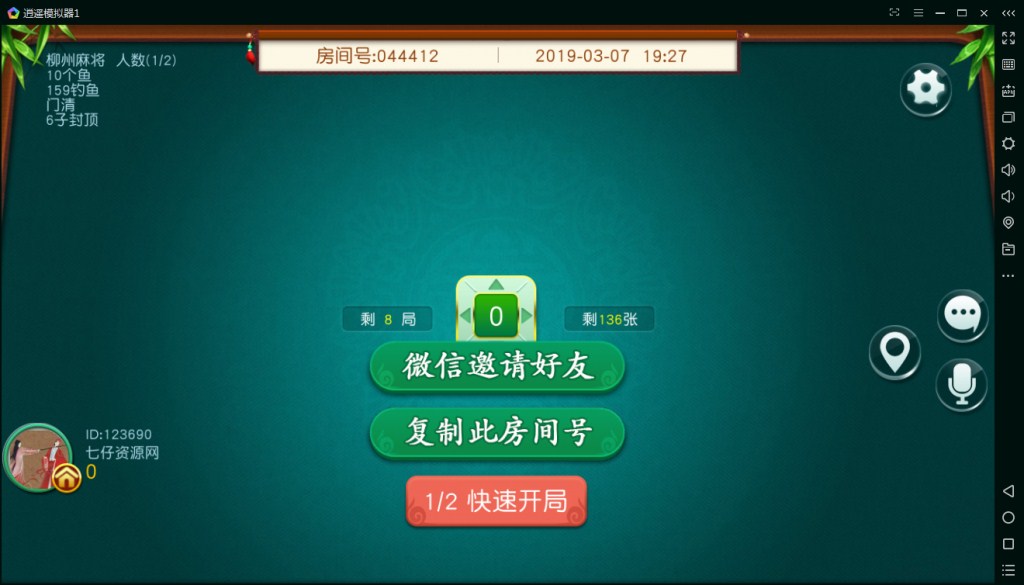 逍遥模拟器1
房间号:044412 2019-03-07 19:27
柳州麻将 人数(1/2)
10个鱼
159钓鱼
门清
6子封顶
剩 8 局
0
剩136张
微信邀请好友
复制此房间号
1/2 快速开局
ID:123690
七仔资源网
0